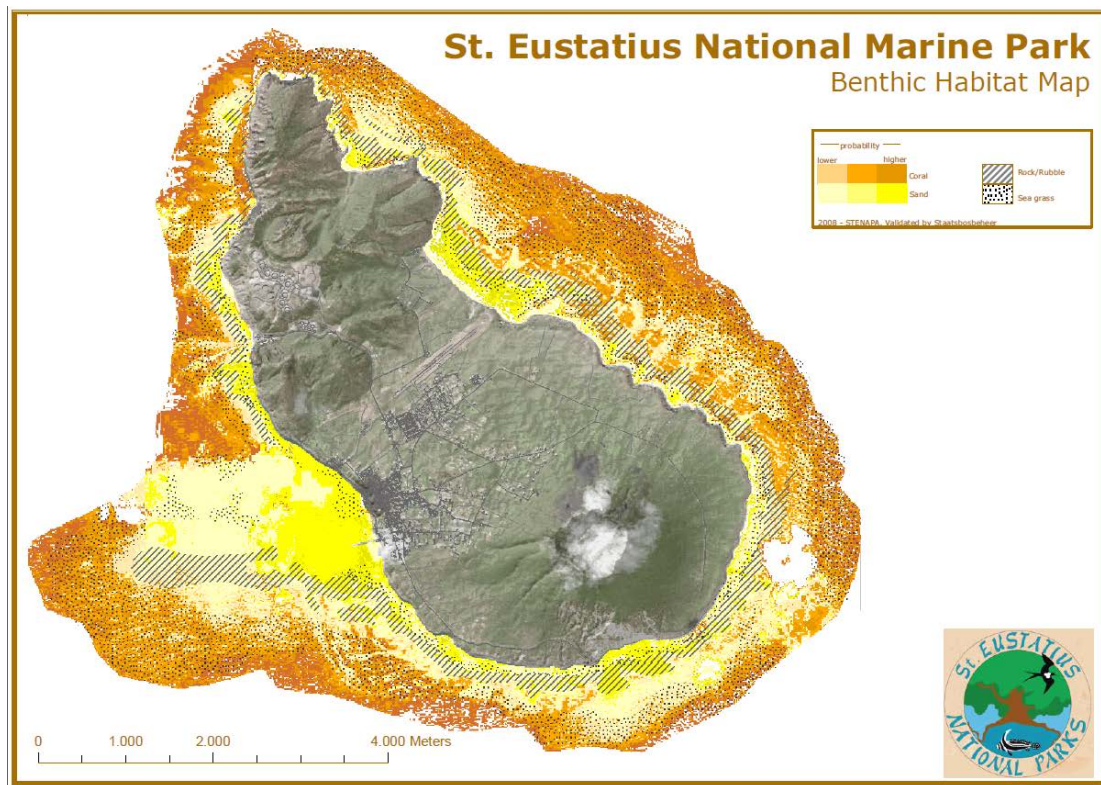 St. Eustatius National Marine Park
Benthic Habitat Map
probability
lower higher
Coral
Sand
Rock/Rubble
Sea grass
2008 - STENAPA. Validated by Staatsbosbeheer
0 1.000 2.000 4.000 Meters
St. EUSTATIUS
NATIONAL PARKS